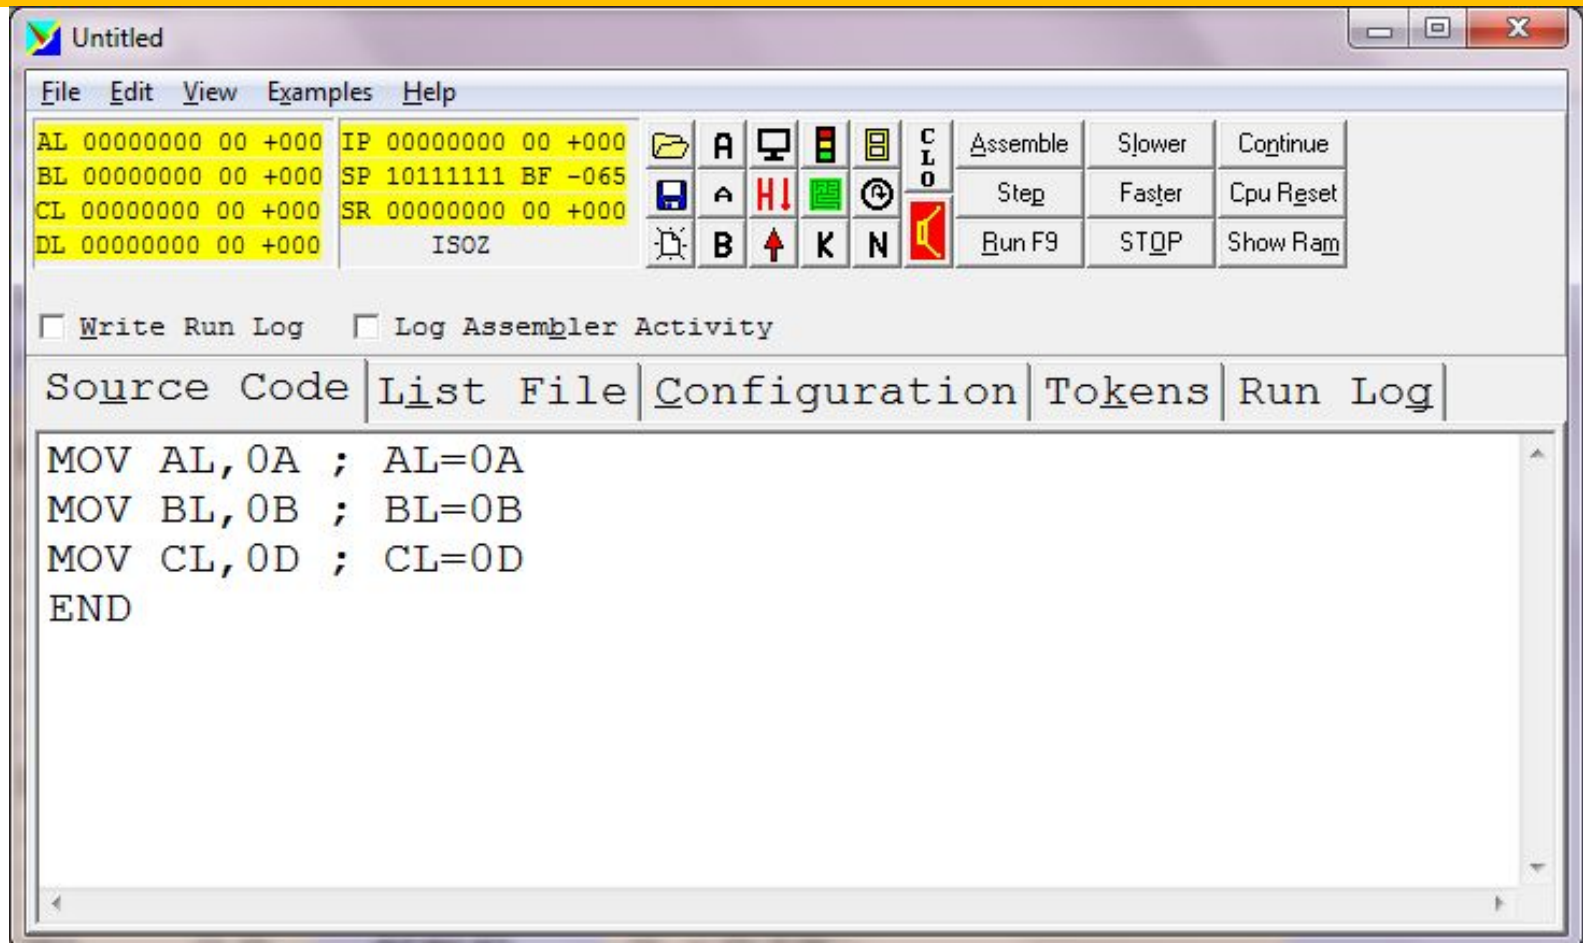 Untitled
File Edit View Examples Help
AL 00000000 00 +000 IP 00000000 00 +000
BL 00000000 00 +000 SP 10111111 BF -065
CL 00000000 00 +000 SR 00000000 00 +000
DL 00000000 00 +000 ISOZ
A
A H
B K N
CLO
Assemble Slower Continue
Step Faster Cpu Reset
Run F9 STOP Show Ram
Write Run Log Log Assembler Activity
Source Code List File Configuration Tokens Run Log
MOV AL,0A ; AL=0A
MOV BL,0B ; BL=0B
MOV CL,0D ; CL=0D
END